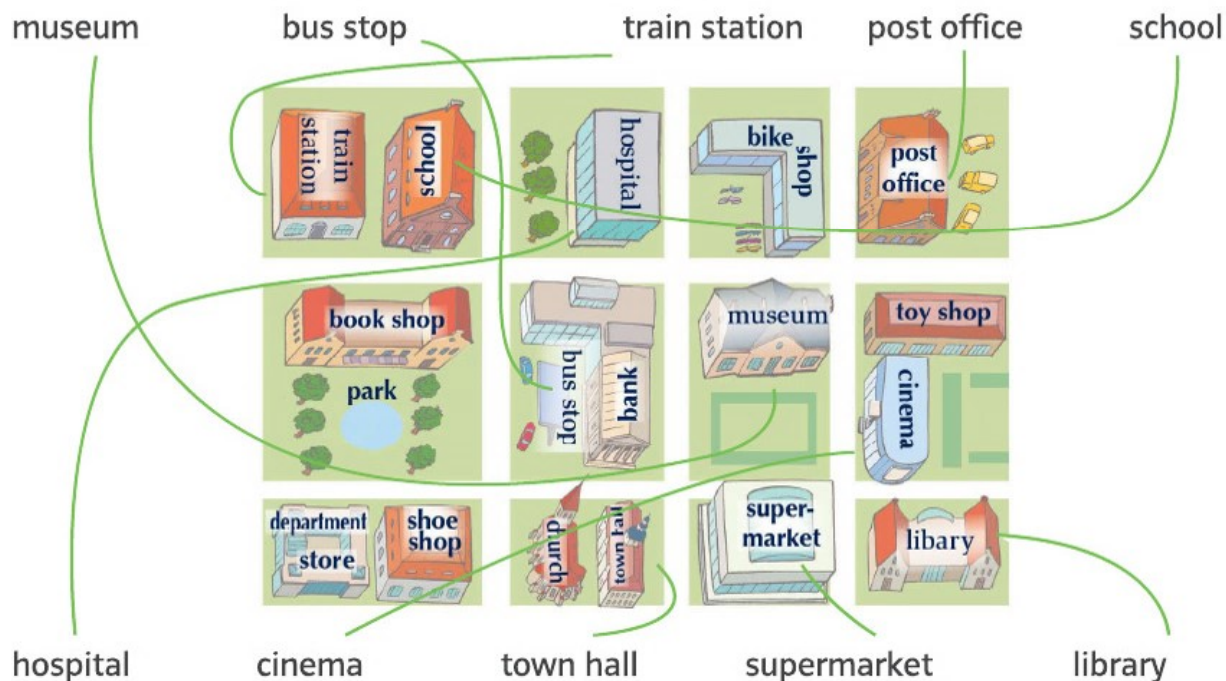 museum bus stop train station post office school
train station
school
hospital
bike shop
post office
book shop
park
bus stop
bank
museum
toy shop
cinema
department store
shoe shop
church
town hall
super-
market
libary
hospital cinema town hall supermarket library